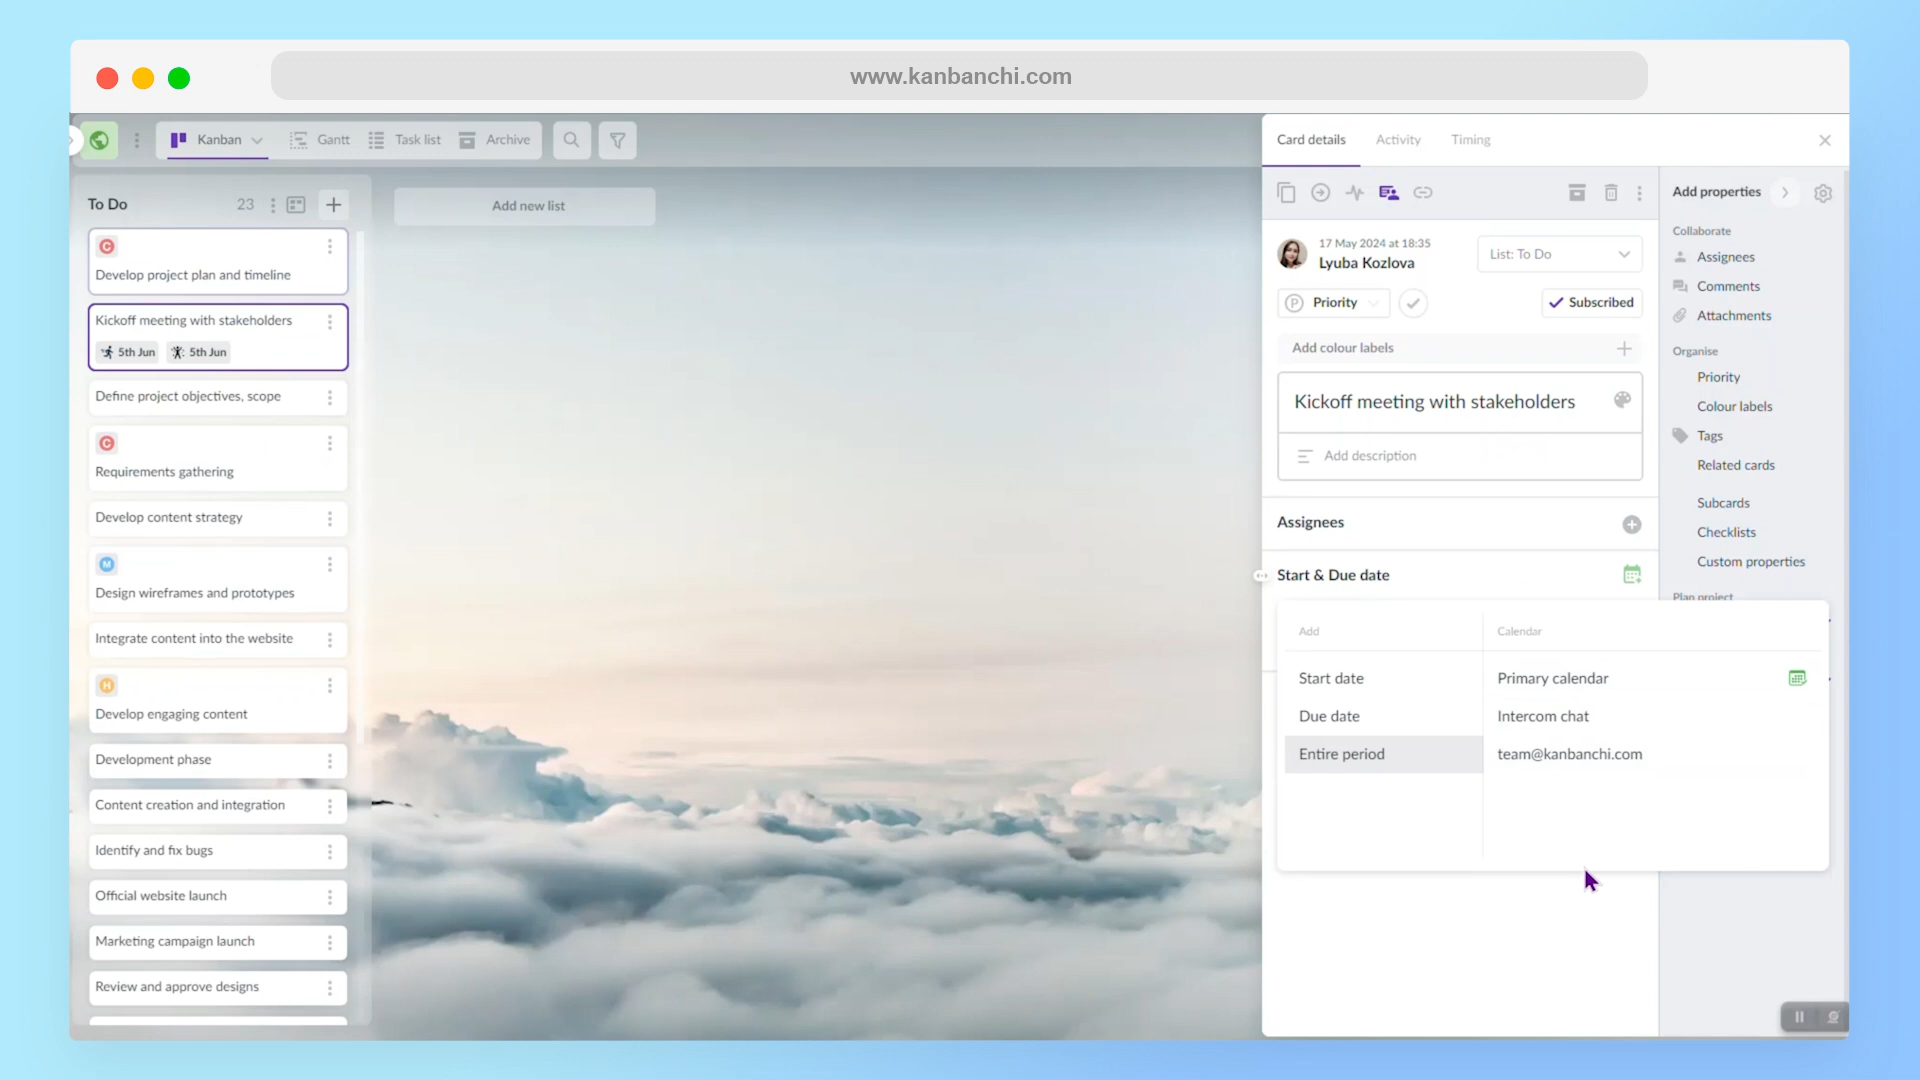 www.kanbanchi.com
Kanban
Gantt
Task list
Archive
To Do
23
C
Develop project plan and timeline
Kickoff meeting with stakeholders
5th Jun
5th Jun
Define project objectives, scope
C
Requirements gathering
Develop content strategy
M
Design wireframes and prototypes
Integrate content into the website
H
Develop engaging content
Development phase
Content creation and integration
Identify and fix bugs
Official website launch
Marketing campaign launch
Review and approve designs
Add new list
Card details
Activity
Timing
17 May 2024 at 18:35
Lyuba Kozlova
List: To Do
P
Priority
Subscribed
Add colour labels
Kickoff meeting with stakeholders
Add description
Assignees
Start & Due date
Add
Calendar
Start date
Primary calendar
Due date
Intercom chat
Entire period
team@kanbanchi.com
Add properties
Collaborate
Assignees
Comments
Attachments
Organise
Priority
Colour labels
Tags
Related cards
Subcards
Checklists
Custom properties
Plan project